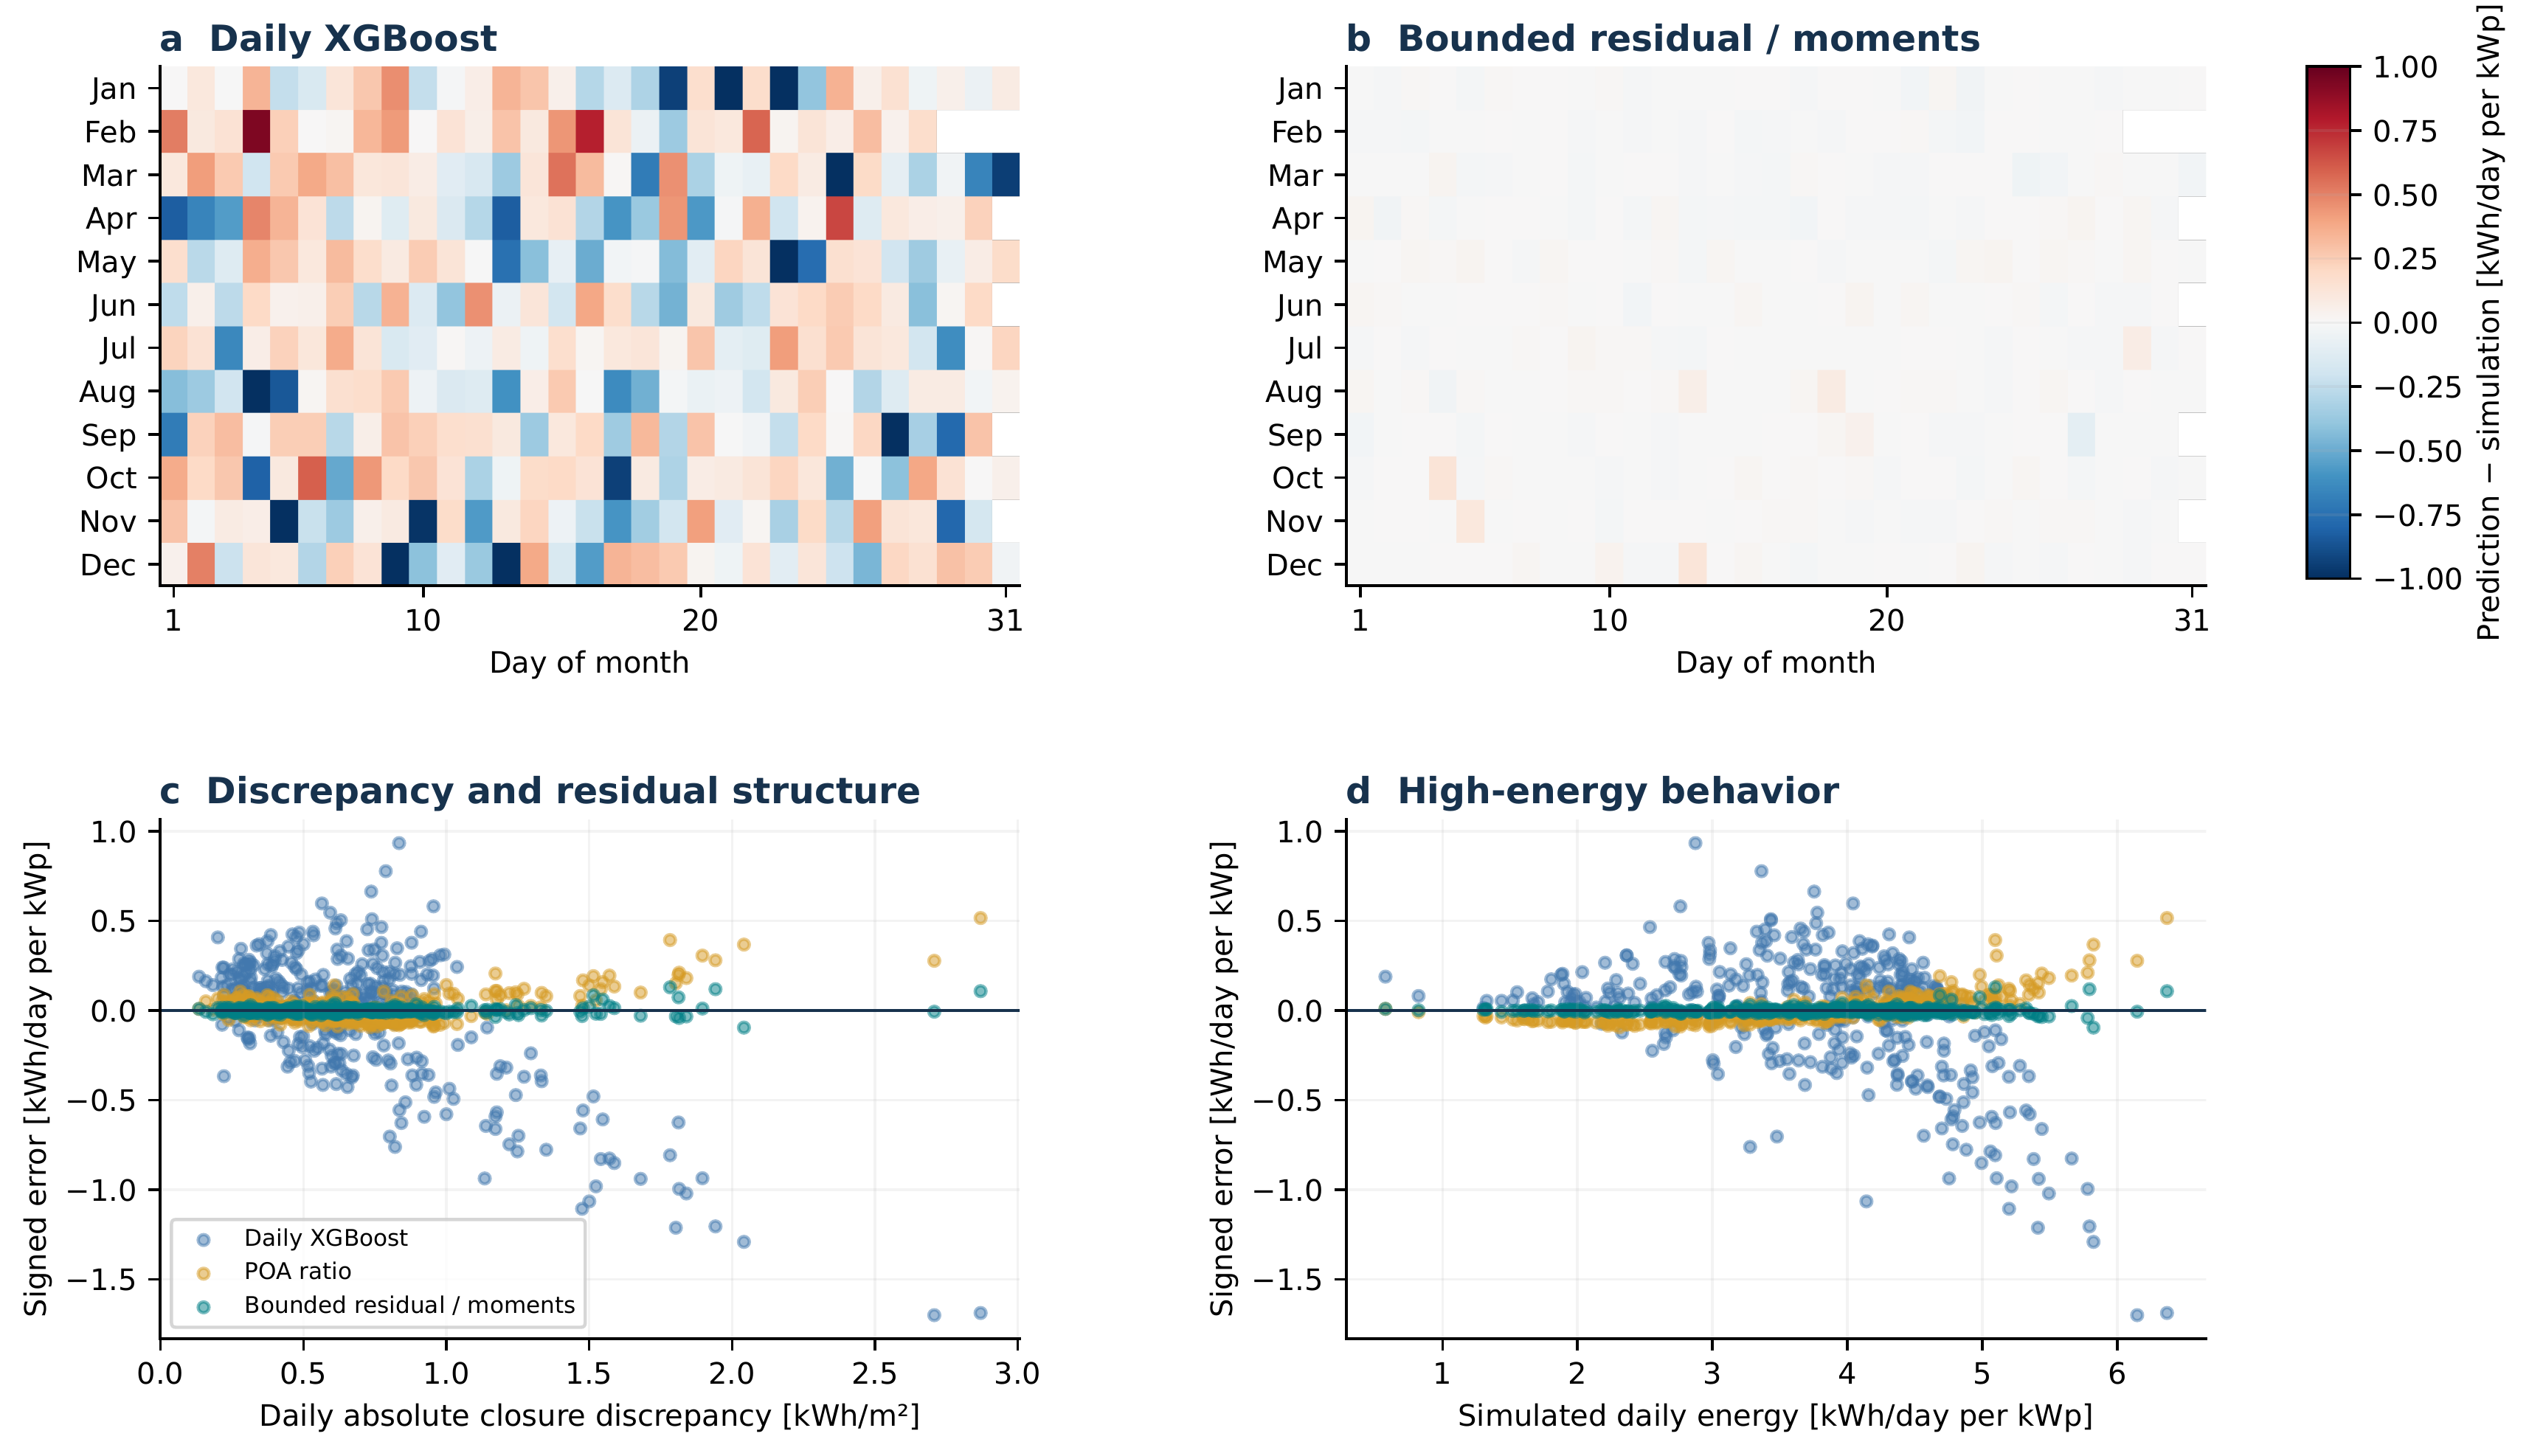 a Daily XGBoost
Jan
Feb
Mar
Apr
May
Jun
Jul
Aug
Sep
Oct
Nov
Dec
1 10 20 31
Day of month
b Bounded residual / moments
Jan
Feb
Mar
Apr
May
Jun
Jul
Aug
Sep
Oct
Nov
Dec
1 10 20 31
Day of month
1.00
0.75
0.50
0.25
0.00
−0.25
−0.50
−0.75
−1.00
Prediction − simulation [kWh/day per kWp]
c Discrepancy and residual structure
Signed error [kWh/day per kWp]
1.0
0.5
0.0
−0.5
−1.0
−1.5
Daily XGBoost
POA ratio
Bounded residual / moments
0.0 0.5 1.0 1.5 2.0 2.5 3.0
Daily absolute closure discrepancy [kWh/m²]
d High-energy behavior
Signed error [kWh/day per kWp]
1.0
0.5
0.0
−0.5
−1.0
−1.5
1 2 3 4 5 6
Simulated daily energy [kWh/day per kWp]